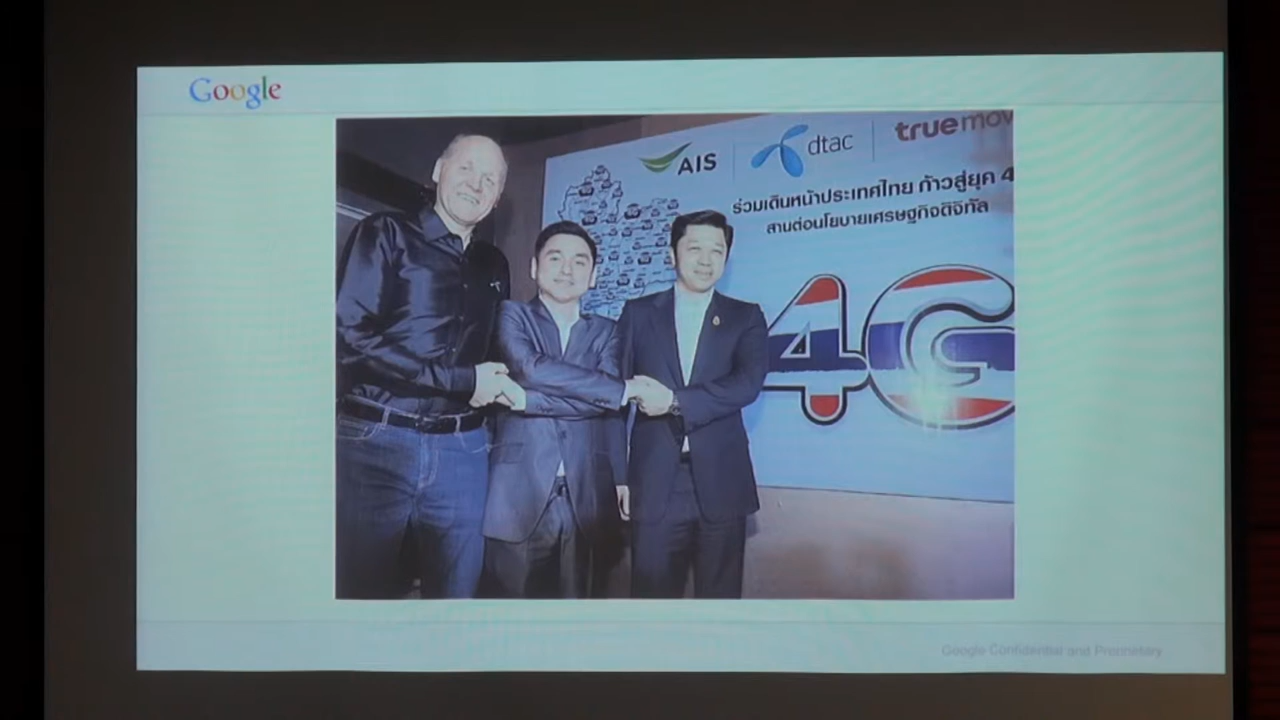 Google
AIS
dtac
truemov
ร่วมเดินหน้าประเทศไทย ก้าวสู่ยุค 4
สานต่อนโยบายเศรษฐกิจดิจิทัล
4G
Google Confidential and Proprietary